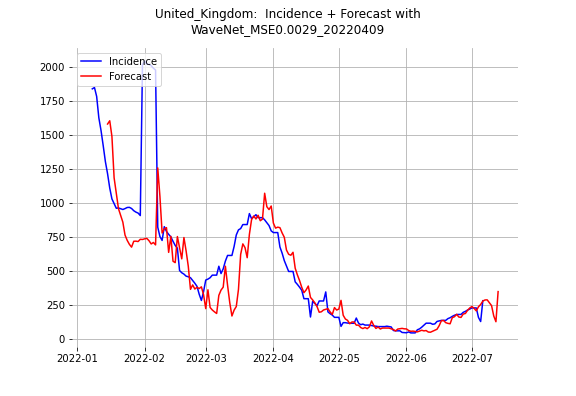 United_Kingdom:  Incidence + Forecast with
WaveNet_MSE0.0029_20220409
Incidence
Forecast
2000
1750
1500
1250
1000
750
500
250
0
2022-01 2022-02 2022-03 2022-04 2022-05 2022-06 2022-07